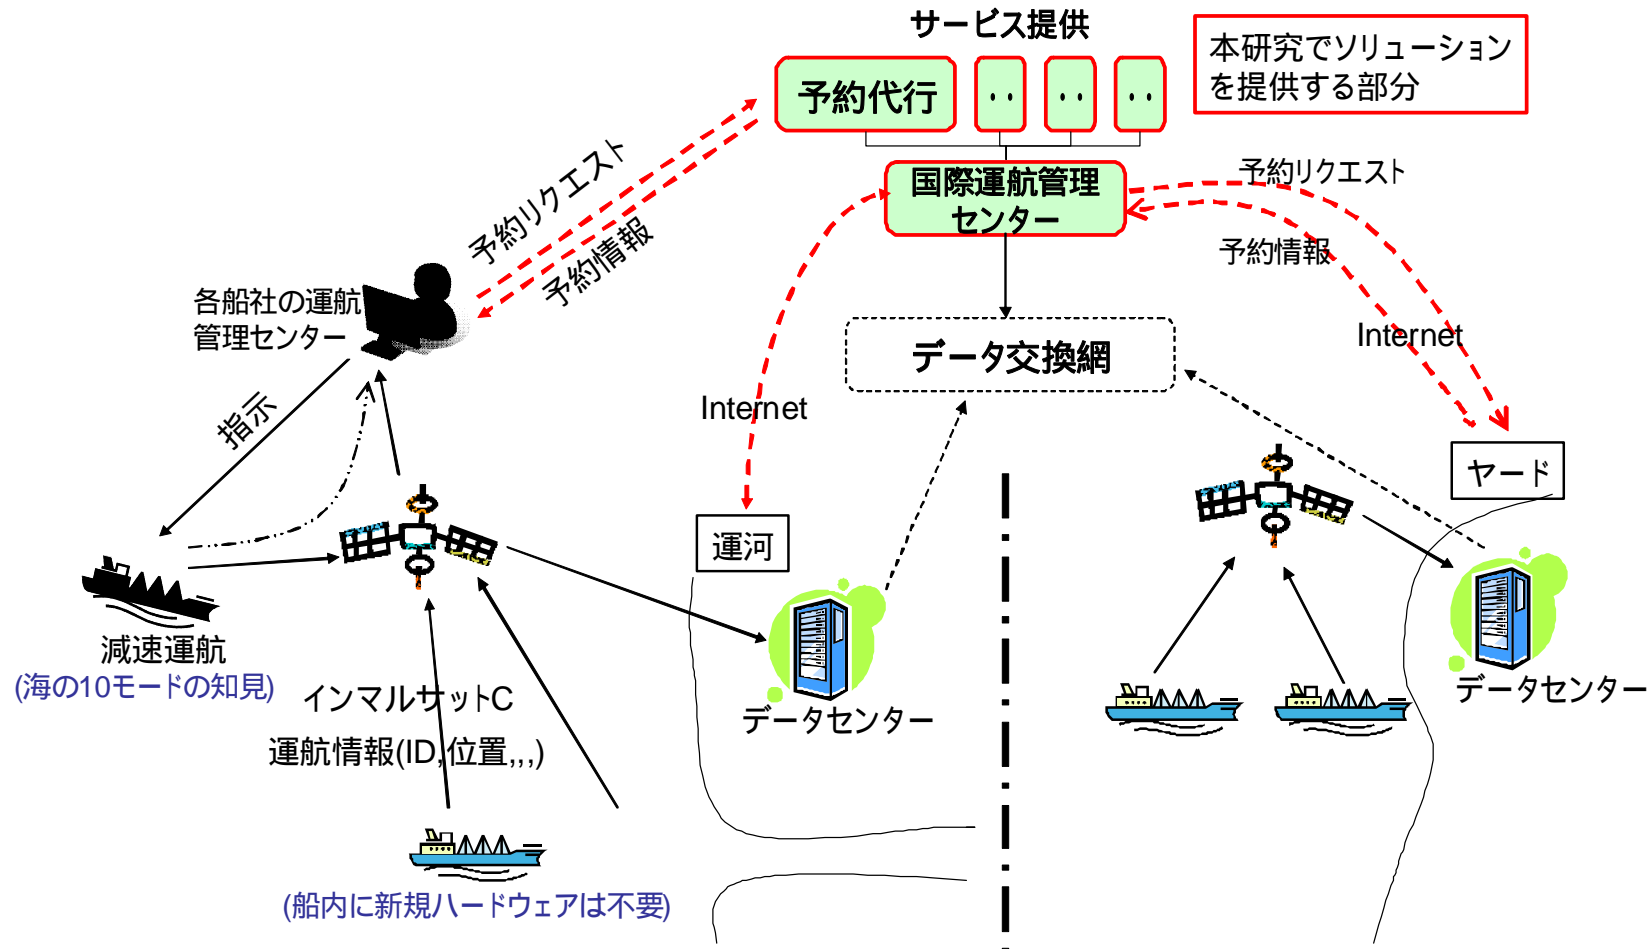 サービス提供
本研究でソリューション
を提供する部分
予約代行
・・
・・
・・
国際運航管理
センター
予約リクエスト
予約情報
予約リクエスト
予約情報
各船社の運航
管理センター
データ交換網
Internet
Internet
指示
運河
ヤード
減速運航
(海の10モードの知見)
インマルサットC
運航情報(ID,位置,,,)
データセンター
データセンター
(船内に新規ハードウェアは不要)